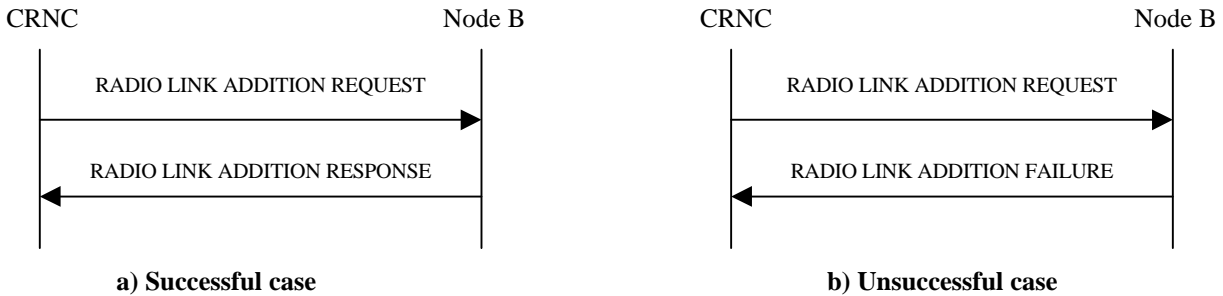 CRNC
Node B
RADIO LINK ADDITION REQUEST
RADIO LINK ADDITION RESPONSE
a) Successful case
CRNC
Node B
RADIO LINK ADDITION REQUEST
RADIO LINK ADDITION FAILURE
b) Unsuccessful case